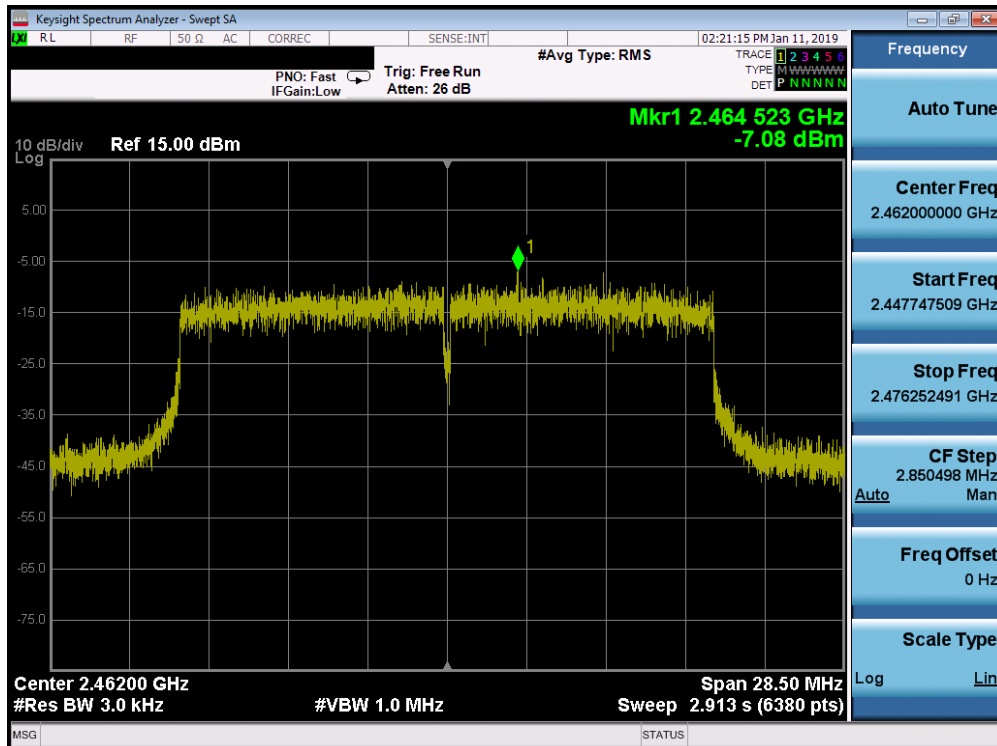 Keysight Spectrum Analyzer - Swept SA
LXI RL RF 50 Ω AC CORREC SENSE:INT 02:21:15 PM Jan 11, 2019
#Avg Type: RMS TRACE 1 2 3 4 5 6
PNO: Fast Trig: Free Run TYPE M WWWWW
IFGain:Low Atten: 26 dB DET P N N N N N
Mkr1 2.464 523 GHz
-7.08 dBm
10 dB/div Ref 15.00 dBm
Log
5.00
-5.00
1
-15.0
-25.0
-35.0
-45.0
-55.0
-65.0
-75.0
Center 2.46200 GHz Span 28.50 MHz
#Res BW 3.0 kHz #VBW 1.0 MHz Sweep 2.913 s (6380 pts)
MSG STATUS
Frequency
Auto Tune
Center Freq
2.462000000 GHz
Start Freq
2.447747509 GHz
Stop Freq
2.476252491 GHz
CF Step
2.850498 MHz
Auto Man
Freq Offset
0 Hz
Scale Type
Log Lin